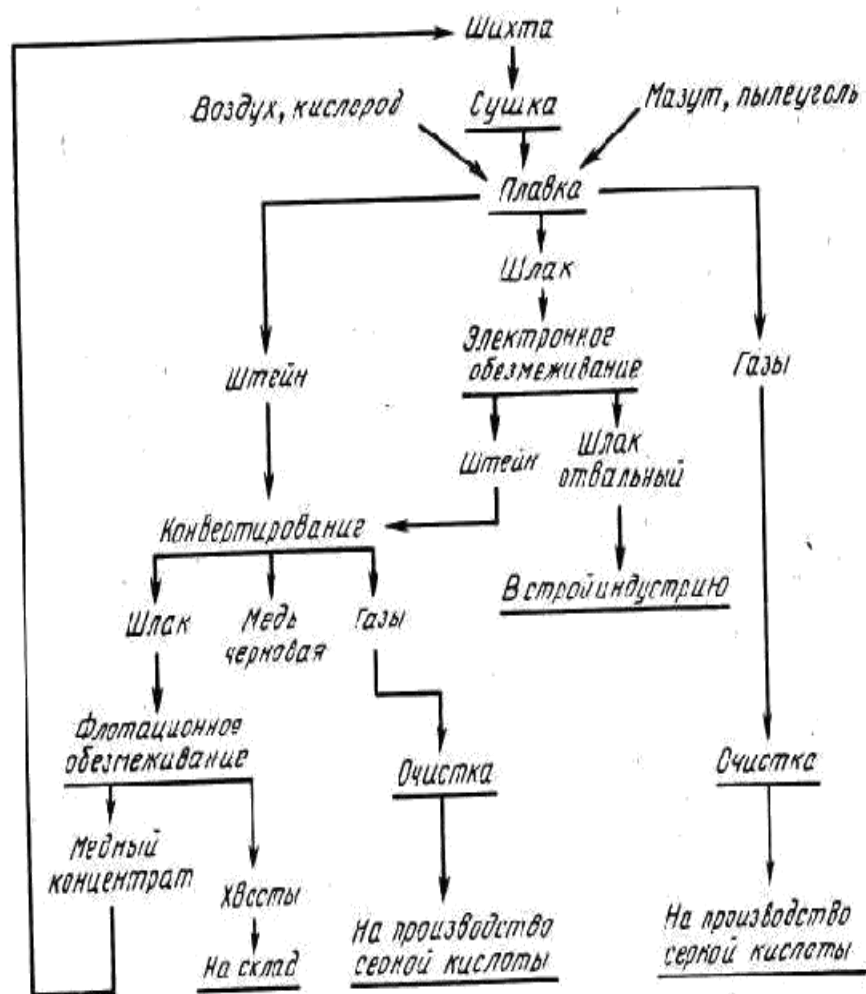 Шихта
Воздух, кислород
Сушка
Мазут, пылеуголь
Плавка
Шлак
Электронное
обезмеживание
Штейн
Газы
Штейн
Шлак
отвальный
Конвертирование
В стройиндустрию
Шлак
Медь
черновая
Газы
Флотационное
обезмеживание
Очистка
Очистка
Медный
концентрат
Хвосты
На склад
На производство
серной кислоты
На производство
серной кислоты